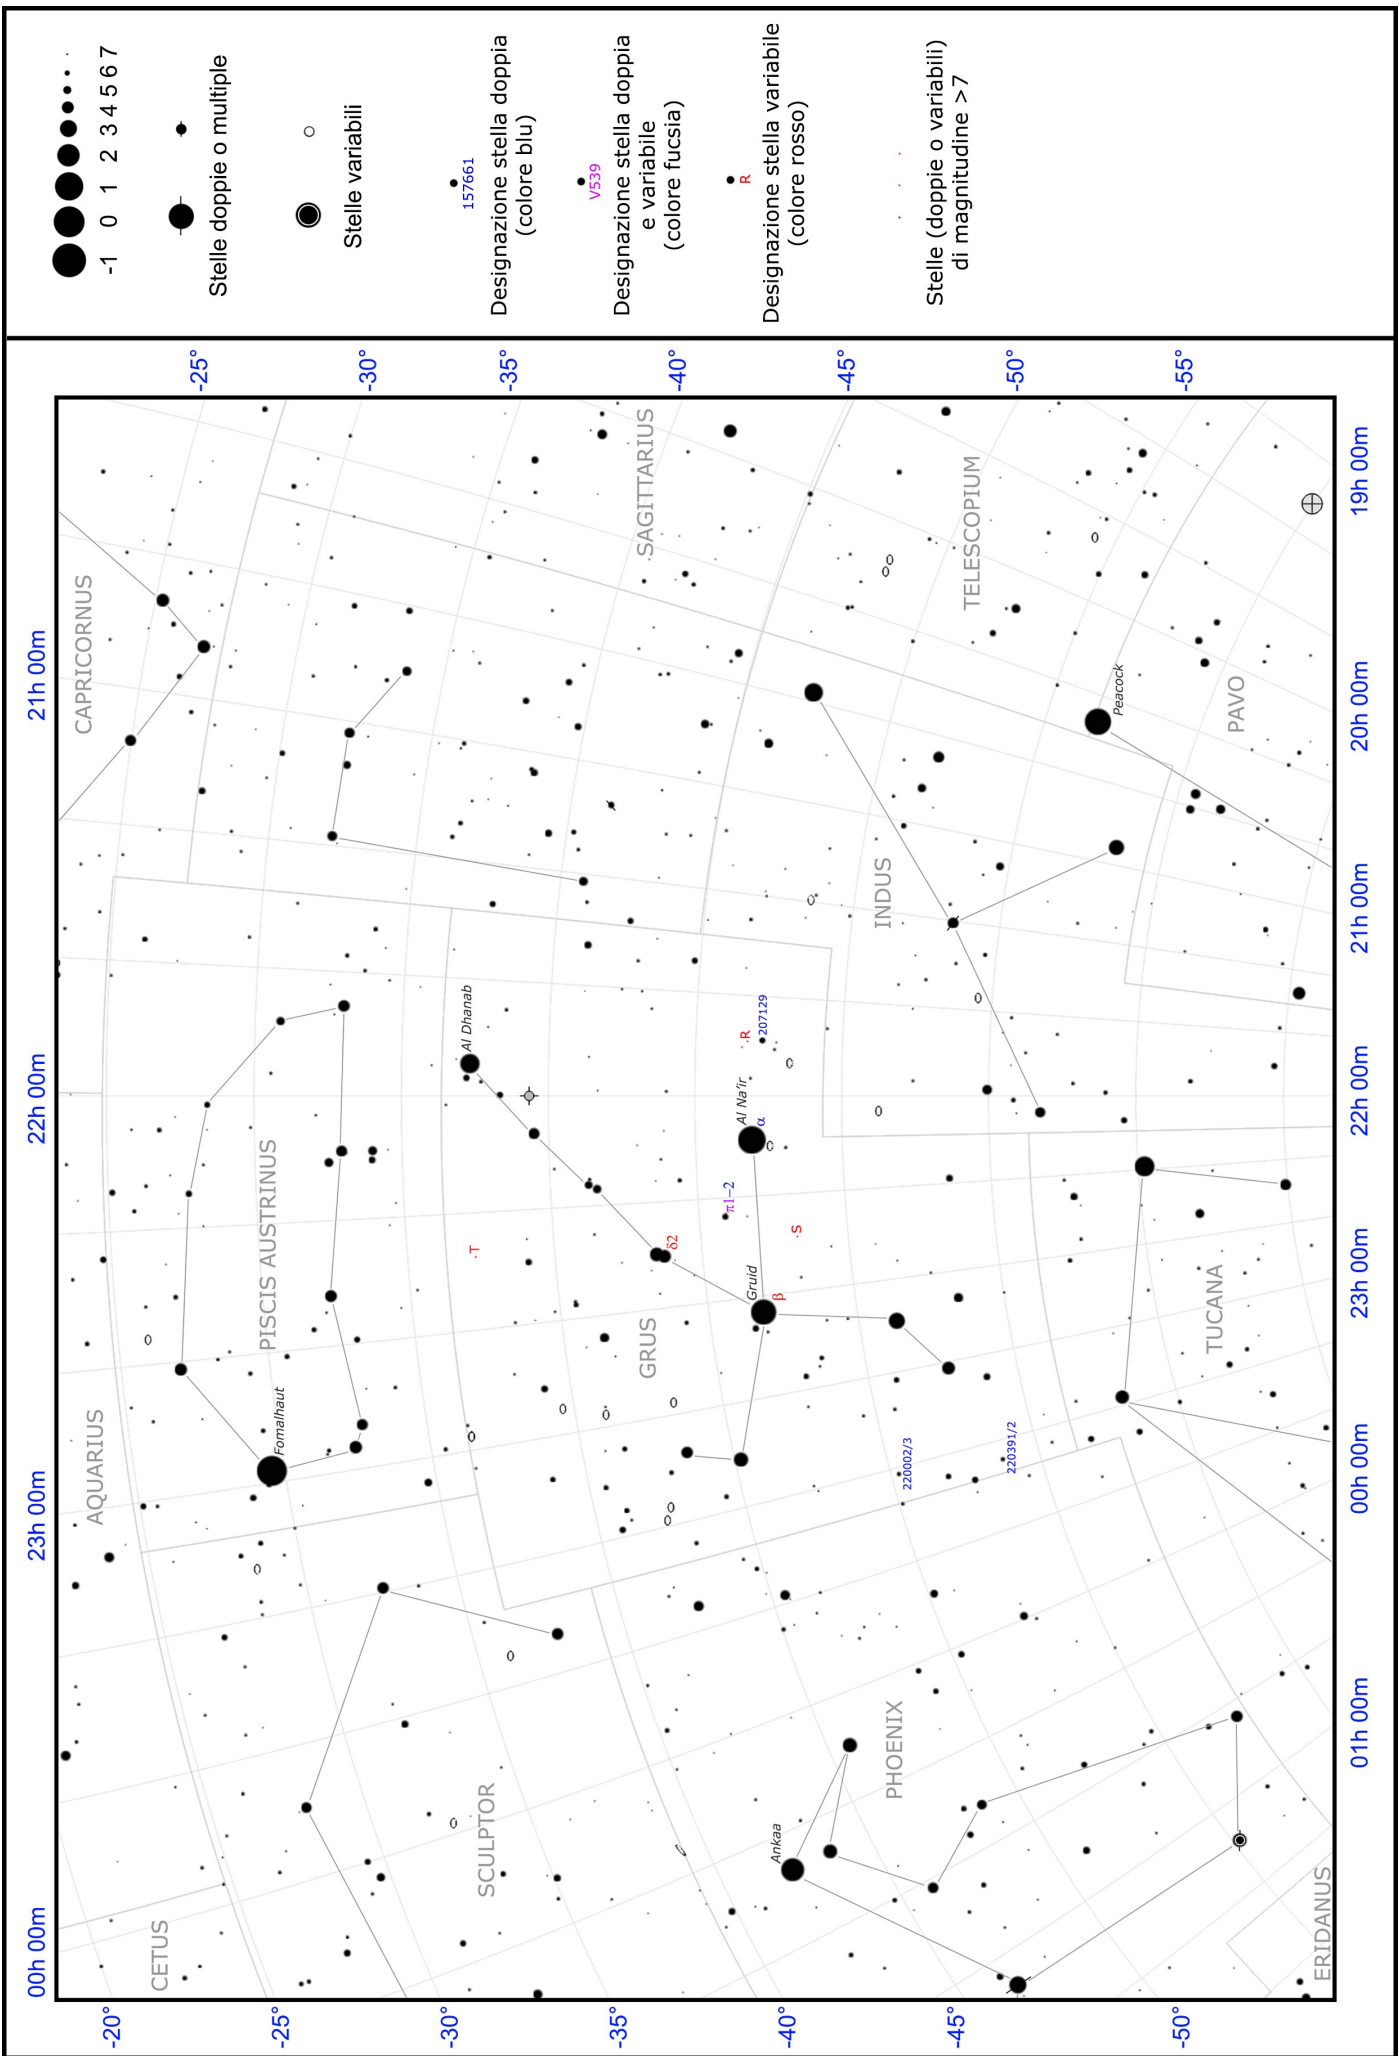 -1 0 1 2 3 4 5 6 7
Stelle doppie o multiple
Stelle variabili
157661
Designazione stella doppia
(colore blu)
V539
Designazione stella doppia
e variabile
(colore fucsia)
R
Designazione stella variabile
(colore rosso)
Stelle (doppie o variabili)
di magnitudine >7
00h 00m
23h 00m
22h 00m
21h 00m
-20°
-25°
-30°
-35°
-40°
-45°
-50°
-25°
-30°
-35°
-40°
-45°
-50°
-55°
01h 00m
00h 00m
23h 00m
22h 00m
21h 00m
20h 00m
19h 00m
CETUS
AQUARIUS
CAPRICORNUS
PISCIS AUSTRINUS
Fomalhaut
SCULPTOR
T
Al Dhanab
GRUS
δ2
SAGITTARIUS
π1-2
Gruid
β
Al Na'ir
α
R
207129
S
Ankaa
PHOENIX
220002/3
220391/2
INDUS
TELESCOPIUM
Peacock
PAVO
TUCANA
ERIDANUS